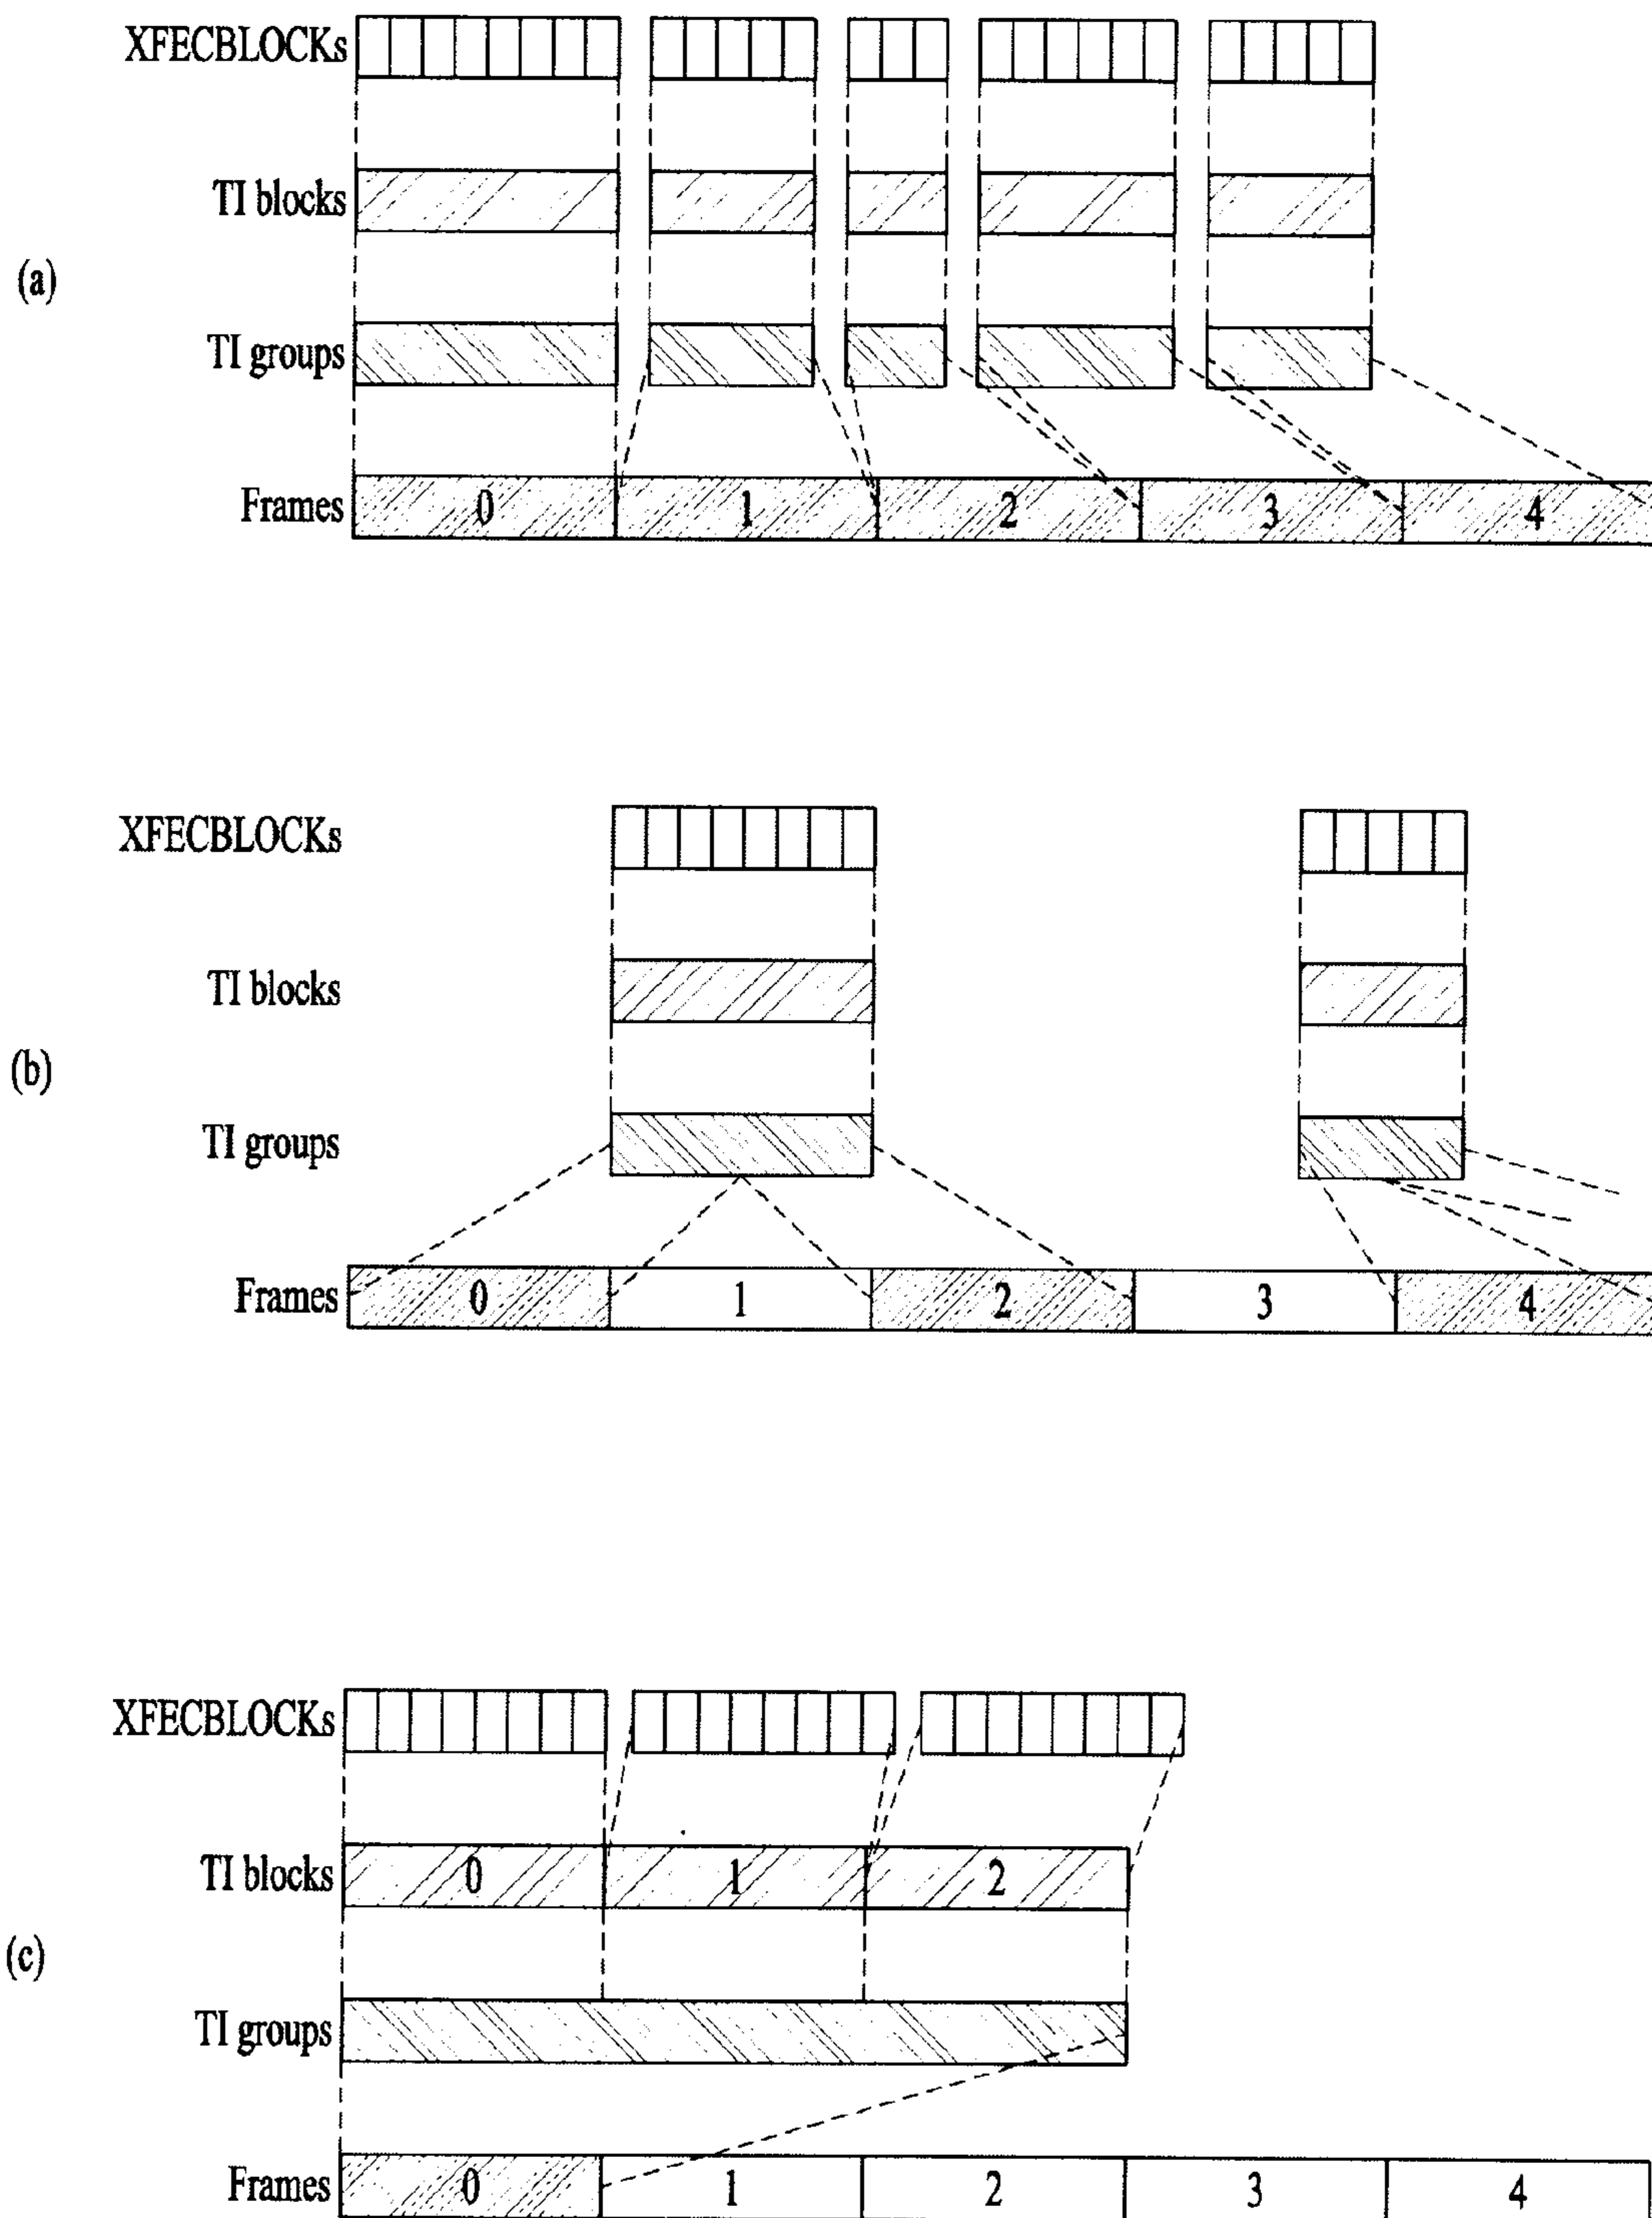 XFECBLOCKs
TI blocks
(a)
TI groups
Frames 0 1 2 3 4
XFECBLOCKs
TI blocks
(b)
TI groups
Frames 0 1 2 3 4
XFECBLOCKs
TI blocks 0 1 2
(c)
TI groups
Frames 0 1 2 3 4